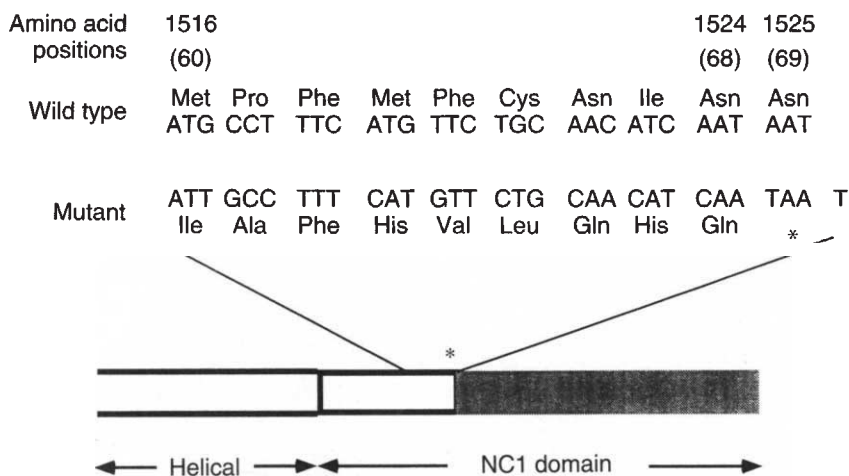 Amino acid positions 1516 1524 1525
(60) (68) (69)
Wild type Met Pro Phe Met Phe Cys Asn Ile Asn Asn
ATG CCT TTC ATG TTC TGC AAC ATC AAT AAT
Mutant ATT GCC TTT CAT GTT CTG CAA CAT CAA TAA T
Ile Ala Phe His Val Leu Gln His Gln *
*
Helical NC1 domain